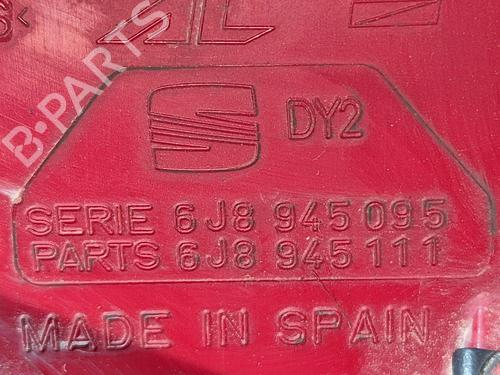 B-PARTS
DY2
SERIE 6J8 945 095
PARTS 6J8 945 111
MADE IN SPAIN